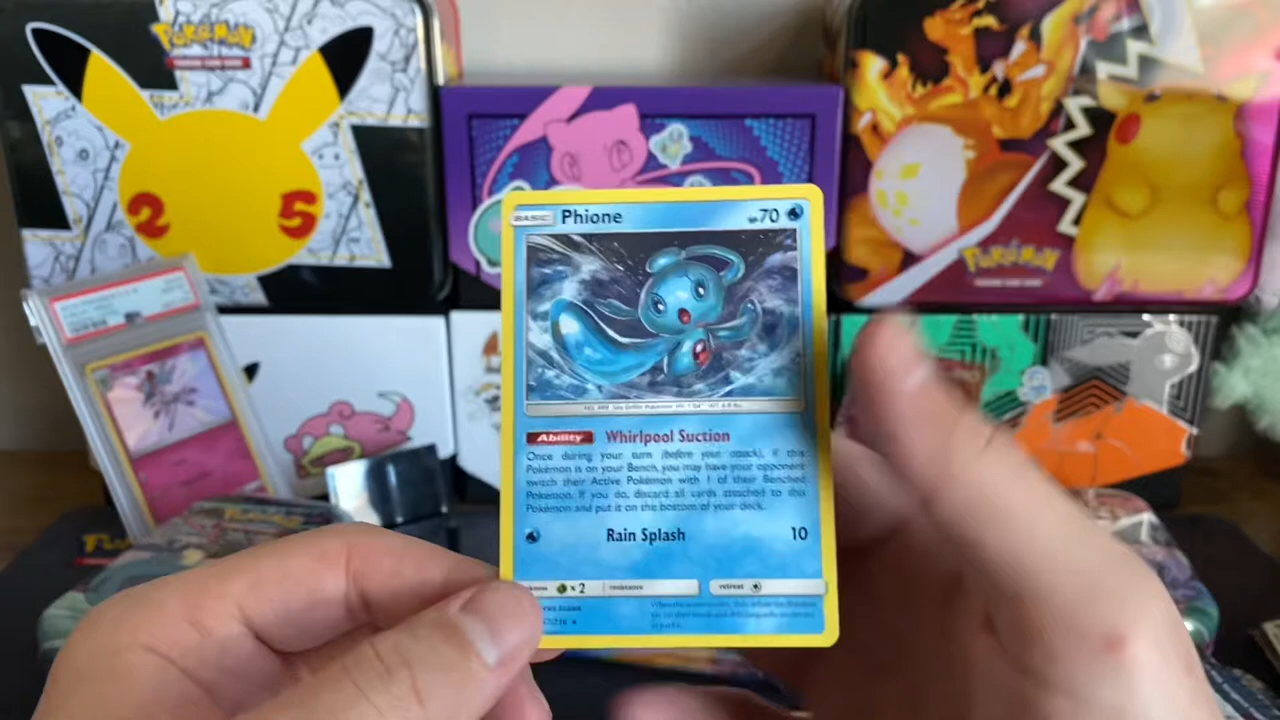 Pokémon
2 5
Pokémon
BASIC Phione 70
Ability Whirlpool Suction
Once during your turn (before your attack), if this
Pokémon is on your Bench, you may have your opponent
switch their Active Pokémon with 1 of their Benched
Pokémon. If you do, discard all cards attached to this
Pokémon and put it on the bottom of your deck.
Rain Splash 10
x2 resistance retreat